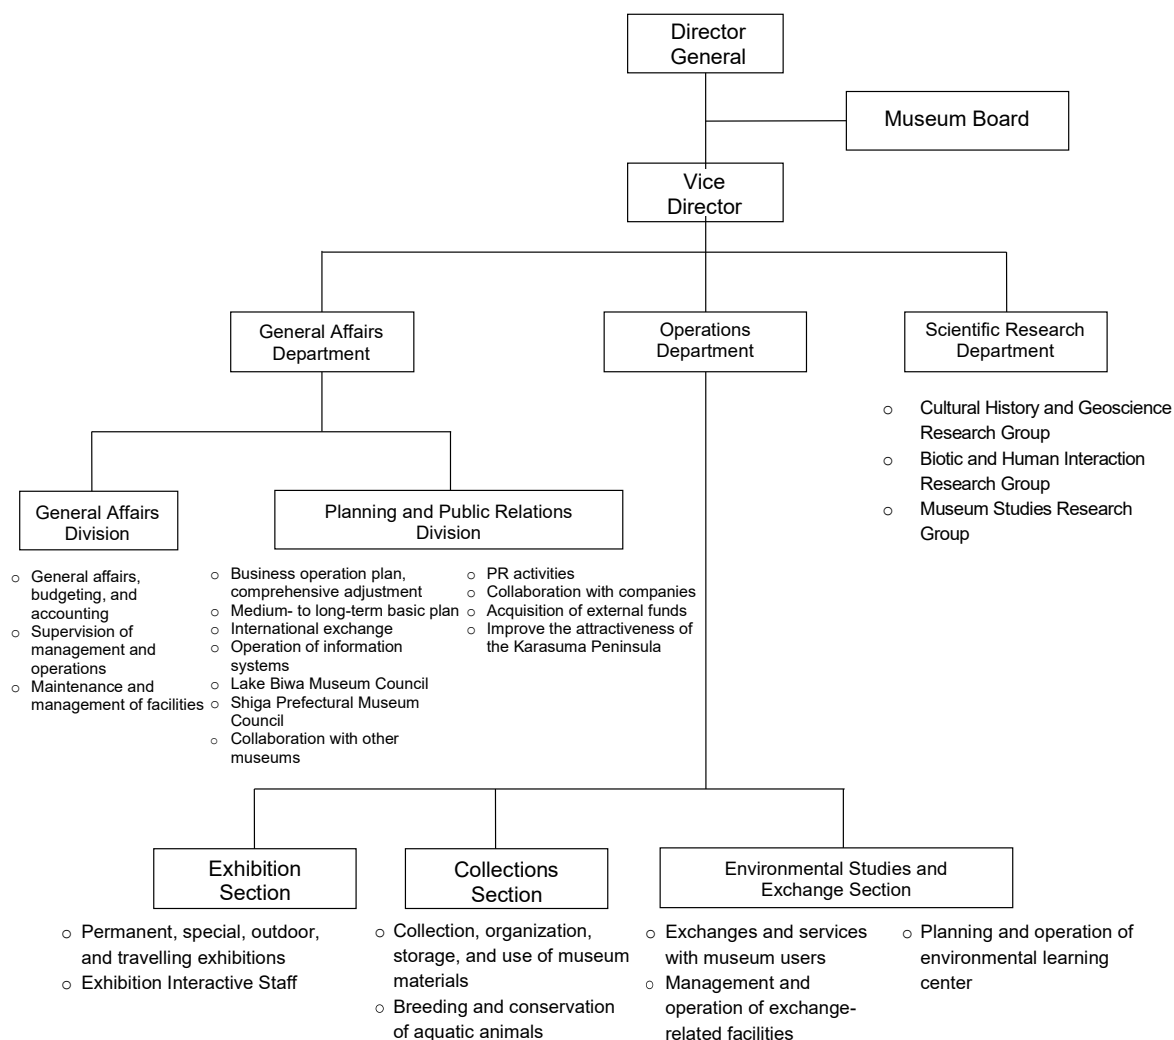 Director
General
Museum Board
Vice
Director
General Affairs
Department
Operations
Department
Scientific Research
Department
○ Cultural History and Geoscience
Research Group
○ Biotic and Human Interaction
Research Group
○ Museum Studies Research
Group
General Affairs
Division
○ General affairs,
budgeting, and
accounting
○ Supervision of
management and
operations
○ Maintenance and
management of facilities
Planning and Public Relations
Division
○ Business operation plan,
comprehensive adjustment
○ Medium- to long-term basic plan
○ International exchange
○ Operation of information
systems
○ Lake Biwa Museum Council
○ Shiga Prefectural Museum
Council
○ Collaboration with other
museums
○ PR activities
○ Collaboration with companies
○ Acquisition of external funds
○ Improve the attractiveness of
the Karasuma Peninsula
Exhibition
Section
○ Permanent, special, outdoor,
and travelling exhibitions
○ Exhibition Interactive Staff
Collections
Section
○ Collection, organization,
storage, and use of museum
materials
○ Breeding and conservation
of aquatic animals
Environmental Studies and
Exchange Section
○ Exchanges and services
with museum users
○ Management and
operation of exchange-
related facilities
○ Planning and operation of
environmental learning
center